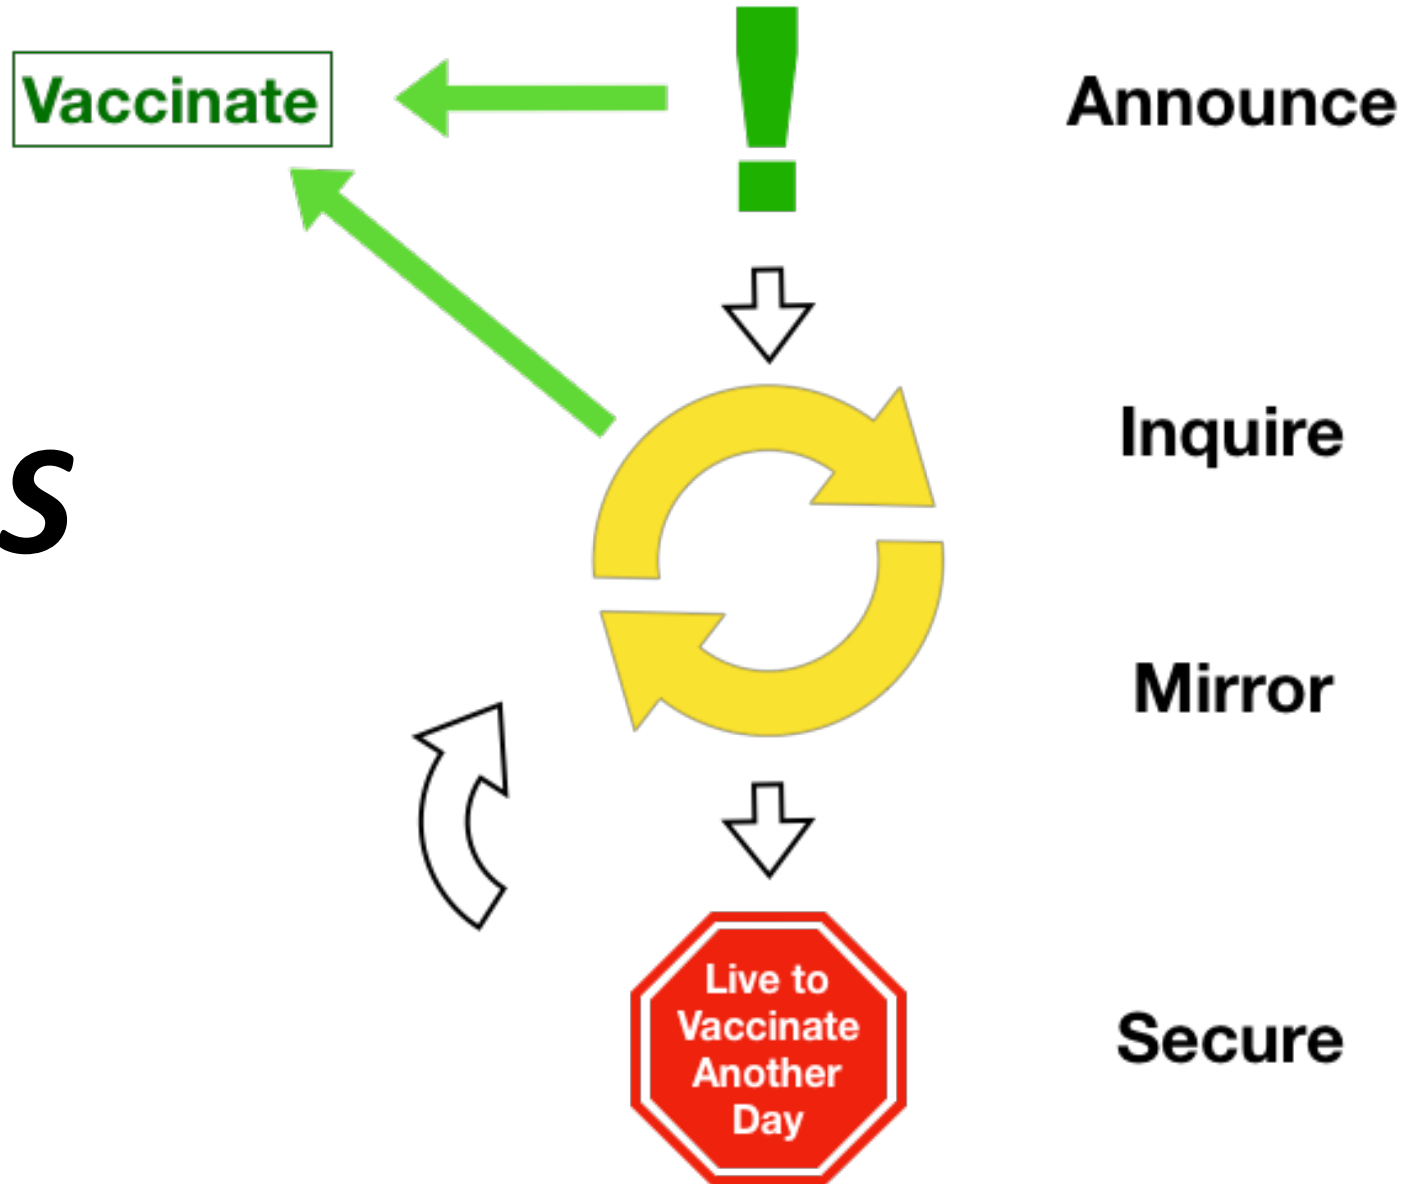 Vaccinate
Announce
Inquire
s
Mirror
Live to
Vaccinate
Another
Day
Secure